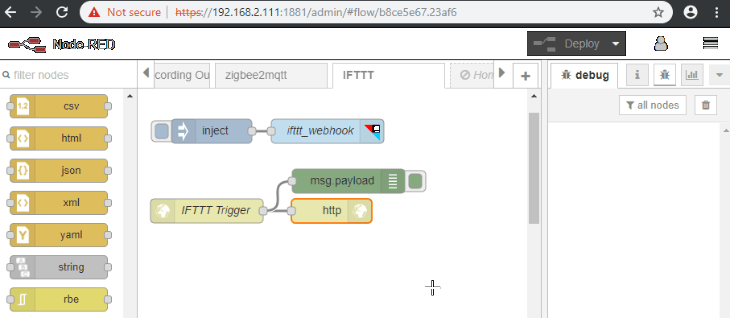 Not secure | https://192.168.2.111:1881/admin/#flow/b8ce5e67.23af6
Node-RED
Deploy
filter nodes
cording Ou
zigbee2mqtt
IFTTT
Hom
+
debug
i
all nodes
csv
html
json
xml
yaml
string
rbe
inject
ifttt_webhook
msg.payload
IFTTT Trigger
http